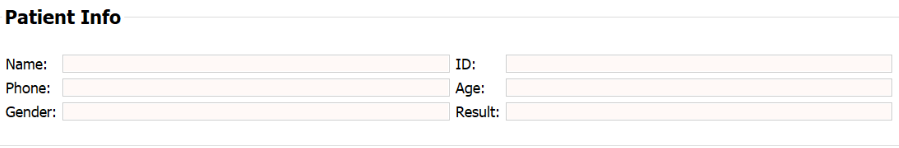 Patient Info
Name: ID:
Phone: Age:
Gender: Result: